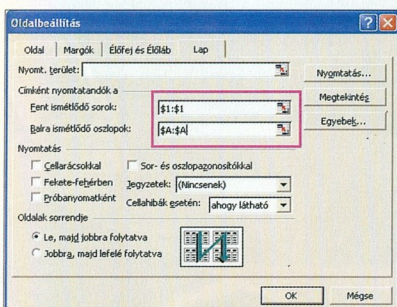 Oldalbeállítás
Oldal Margók Élőfej és Élőláb Lap
Nyomt. terület: Nyomtatás...
Címként nyomtatandók a
Fent ismétlődő sorok: $1:$1 Megtekintés
Balra ismétlődő oszlopok: $A:$A Egyebek...
Nyomtatás
Cellarácsokkal Sor- és oszlopazonosítókkal
Fekete-fehérben Jegyzetek: (Nincsenek)
Próbanyomatként Cellahibák esetén: ahogy látható
Oldalak sorrendje
Le, majd jobbra folytatva
Jobbra, majd lefelé folytatva
OK Mégse